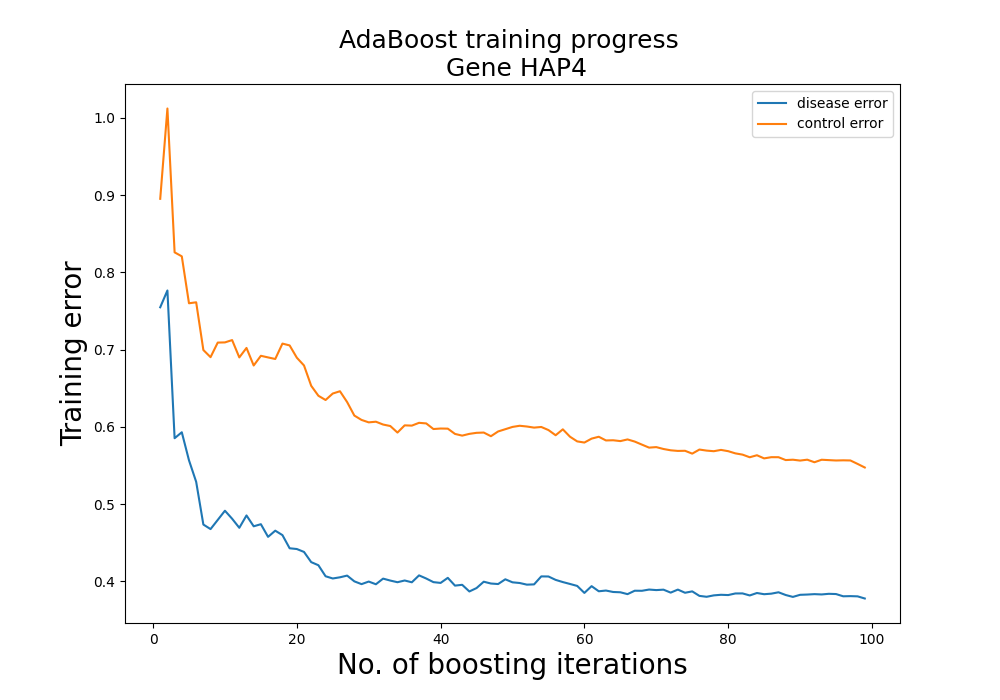 AdaBoost training progress
Gene HAP4
disease error
control error
Training error
1.0
0.9
0.8
0.7
0.6
0.5
0.4
0 20 40 60 80 100
No. of boosting iterations